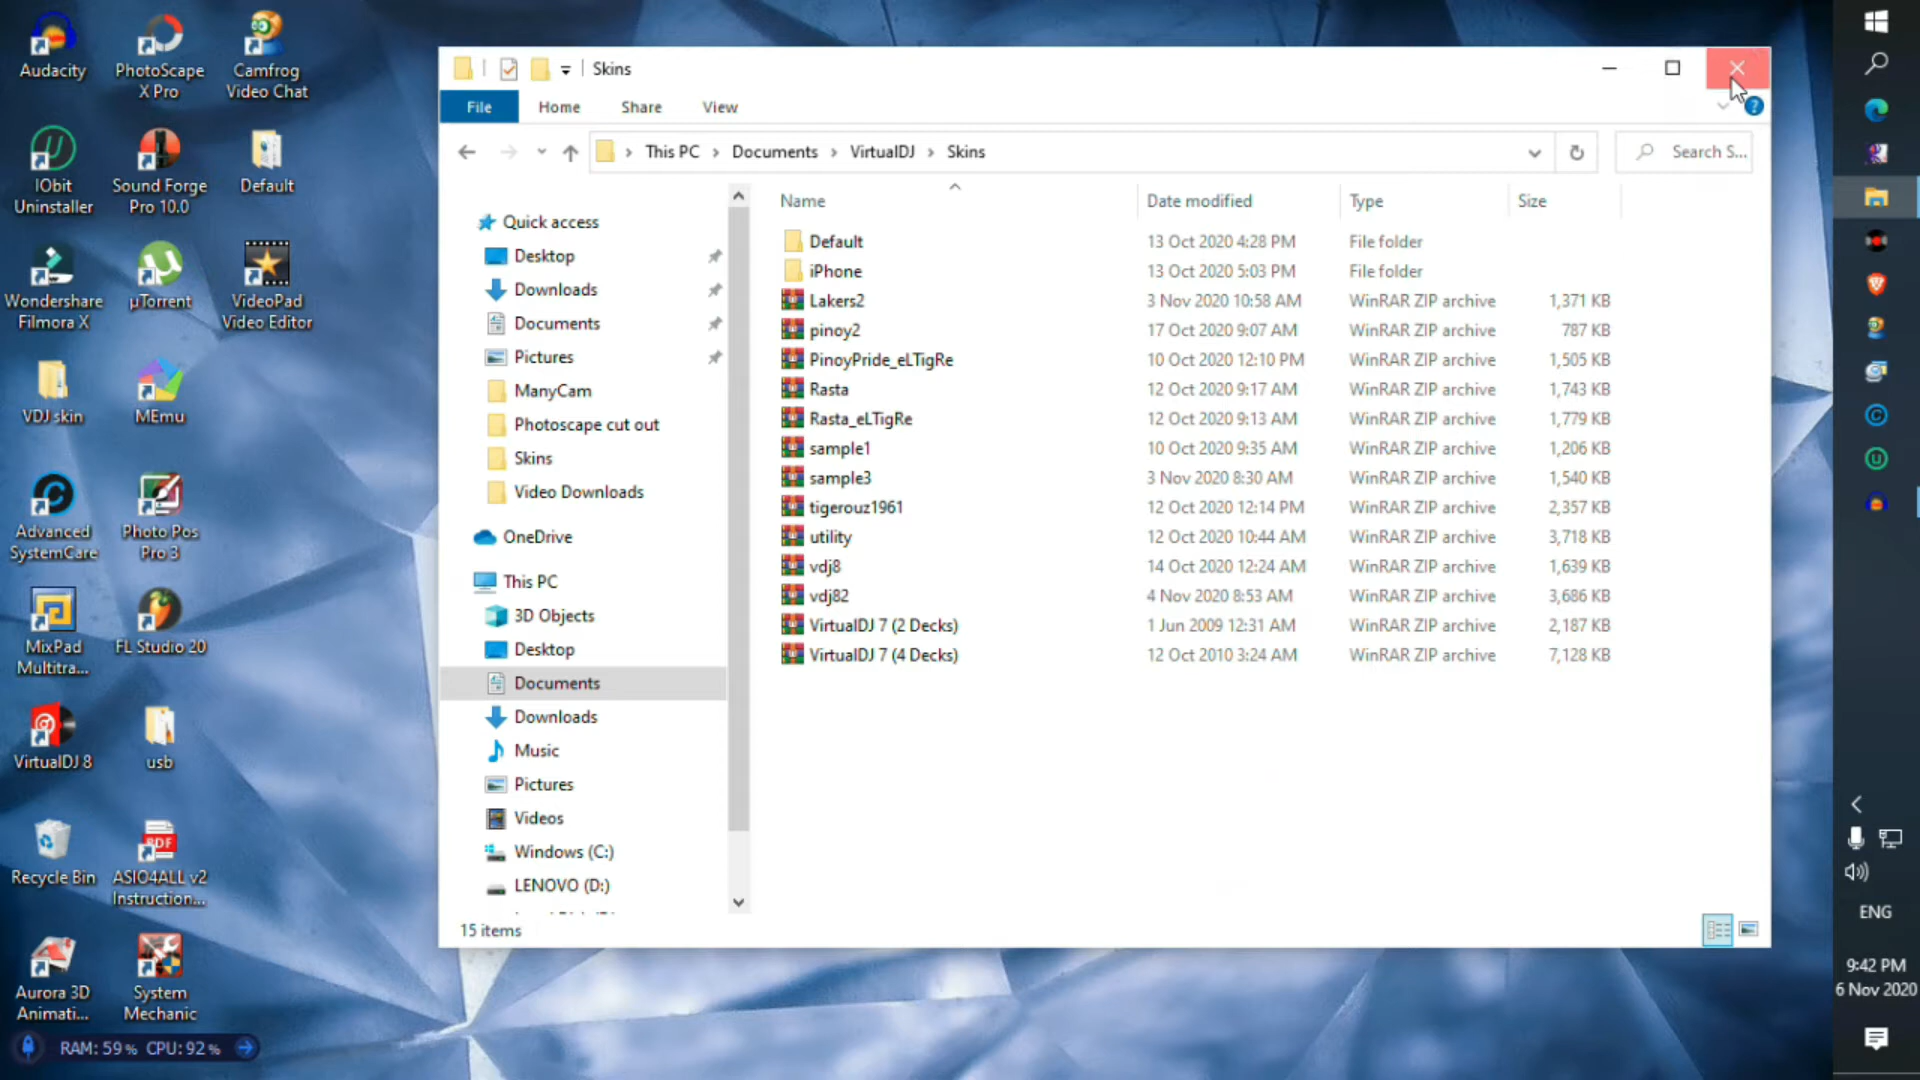 Audacity
PhotoScape
X Pro
Camfrog
Video Chat
IObit
Uninstaller
Sound Forge
Pro 10.0
Default
Wondershare
Filmora X
µTorrent
VideoPad
Video Editor
VDJ skin
MEmu
Advanced
SystemCare
Photo Pos
Pro 3
MixPad
Multitra...
FL Studio 20
VirtualDJ 8
usb
Recycle Bin
PDF
ASIO4ALL v2
Instruction...
Aurora 3D
Animati...
System
Mechanic
RAM: 59 % CPU: 92 %
Skins
File Home Share View
This PC > Documents > VirtualDJ > Skins
Search S...
Quick access
Desktop
Downloads
Documents
Pictures
ManyCam
Photoscape cut out
Skins
Video Downloads
OneDrive
This PC
3D Objects
Desktop
Documents
Downloads
Music
Pictures
Videos
Windows (C:)
LENOVO (D:)
Name Date modified Type Size
Default 13 Oct 2020 4:28 PM File folder
iPhone 13 Oct 2020 5:03 PM File folder
Lakers2 3 Nov 2020 10:58 AM WinRAR ZIP archive 1,371 KB
pinoy2 17 Oct 2020 9:07 AM WinRAR ZIP archive 787 KB
PinoyPride_eLTigRe 10 Oct 2020 12:10 PM WinRAR ZIP archive 1,505 KB
Rasta 12 Oct 2020 9:17 AM WinRAR ZIP archive 1,743 KB
Rasta_eLTigRe 12 Oct 2020 9:13 AM WinRAR ZIP archive 1,779 KB
sample1 10 Oct 2020 9:35 AM WinRAR ZIP archive 1,206 KB
sample3 3 Nov 2020 8:30 AM WinRAR ZIP archive 1,540 KB
tigerouz1961 12 Oct 2020 12:14 PM WinRAR ZIP archive 2,357 KB
utility 12 Oct 2020 10:44 AM WinRAR ZIP archive 3,718 KB
vdj8 14 Oct 2020 12:24 AM WinRAR ZIP archive 1,639 KB
vdj82 4 Nov 2020 8:53 AM WinRAR ZIP archive 3,686 KB
VirtualDJ 7 (2 Decks) 1 Jun 2009 12:31 AM WinRAR ZIP archive 2,187 KB
VirtualDJ 7 (4 Decks) 12 Oct 2010 3:24 AM WinRAR ZIP archive 7,128 KB
15 items
ENG
9:42 PM
6 Nov 2020